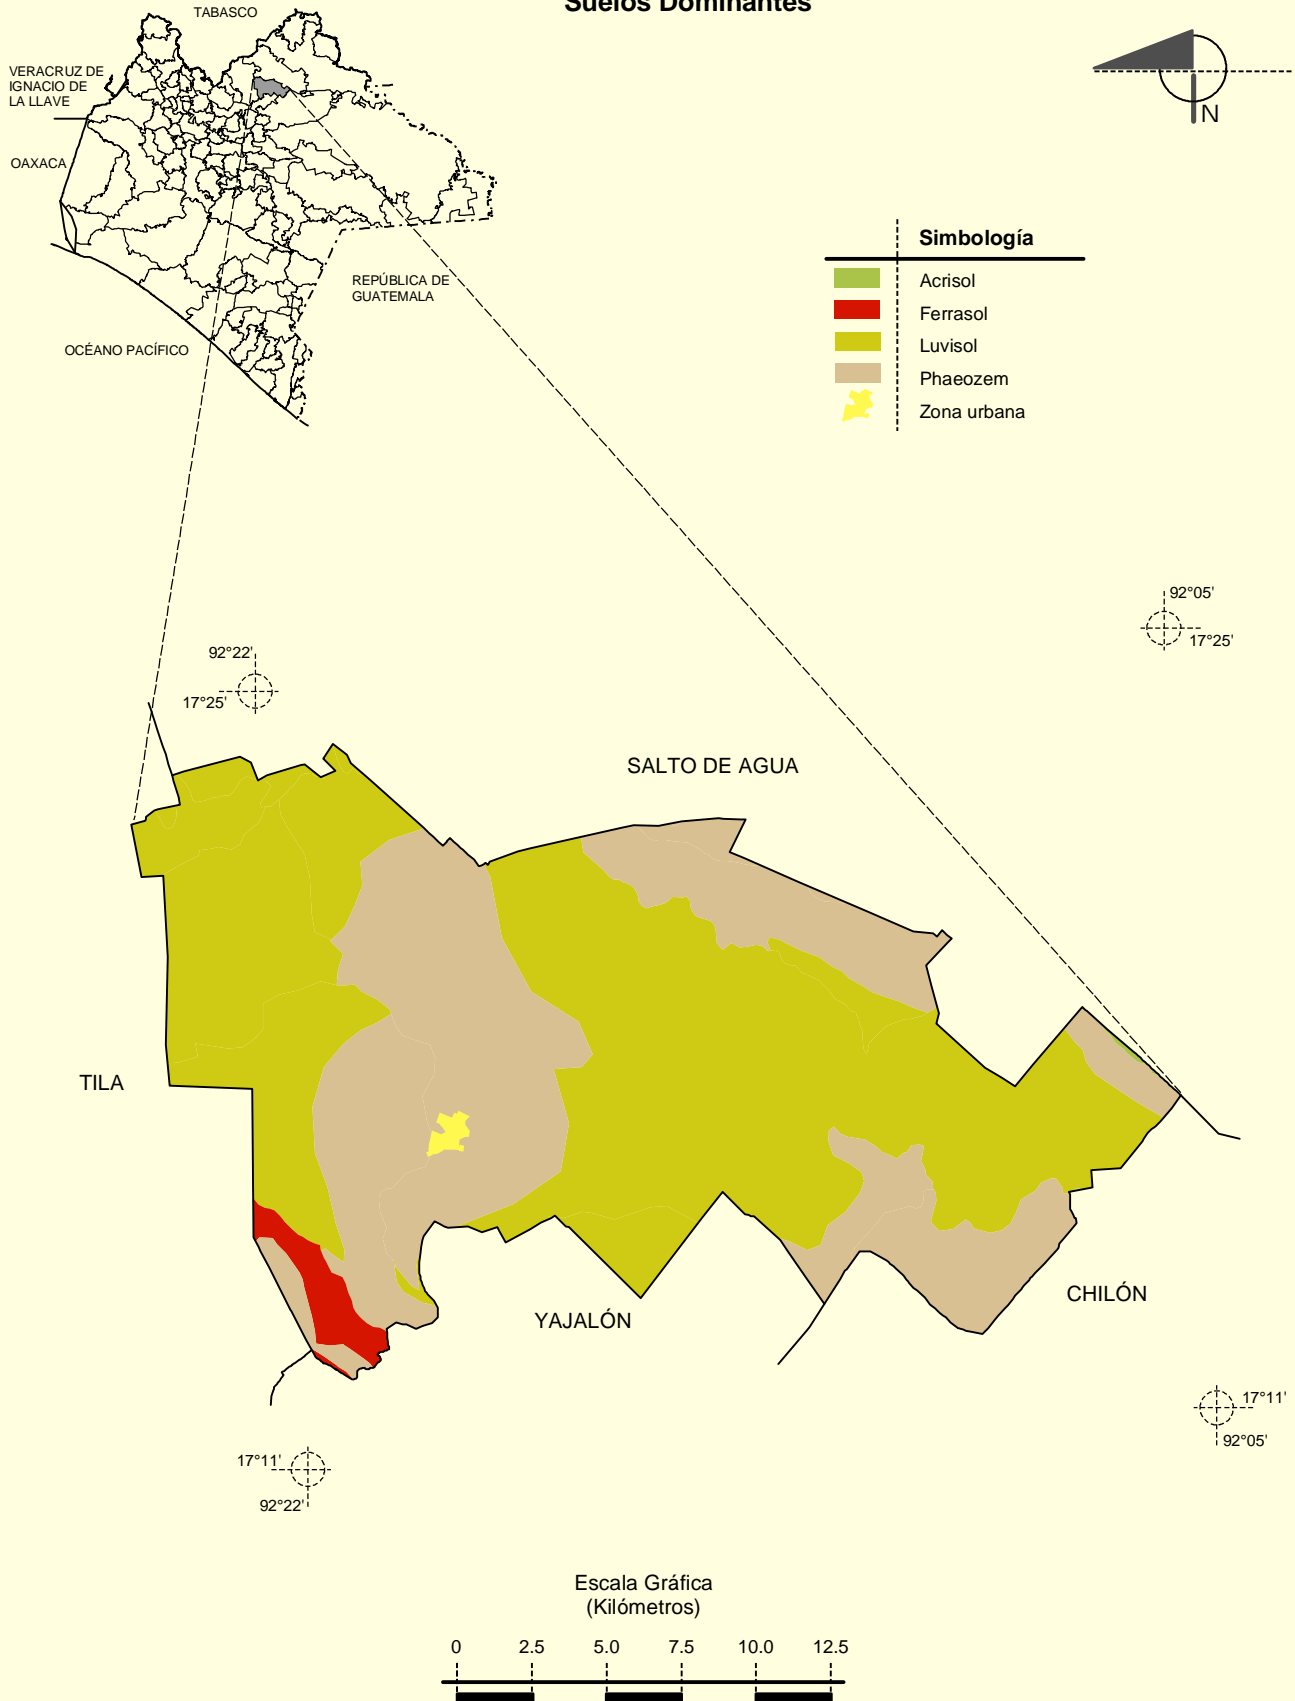 Suelos Dominantes
TABASCO
VERACRUZ DE
IGNACIO DE
LA LLAVE
OAXACA
REPÚBLICA DE
GUATEMALA
OCÉANO PACÍFICO
N
Simbología
Acrisol
Ferrasol
Luvisol
Phaeozem
Zona urbana
92°05'
17°25'
92°22'
17°25'
SALTO DE AGUA
TILA
YAJALÓN
CHILÓN
17°11'
92°05'
17°11'
92°22'
Escala Gráfica
(Kilómetros)
0 2.5 5.0 7.5 10.0 12.5